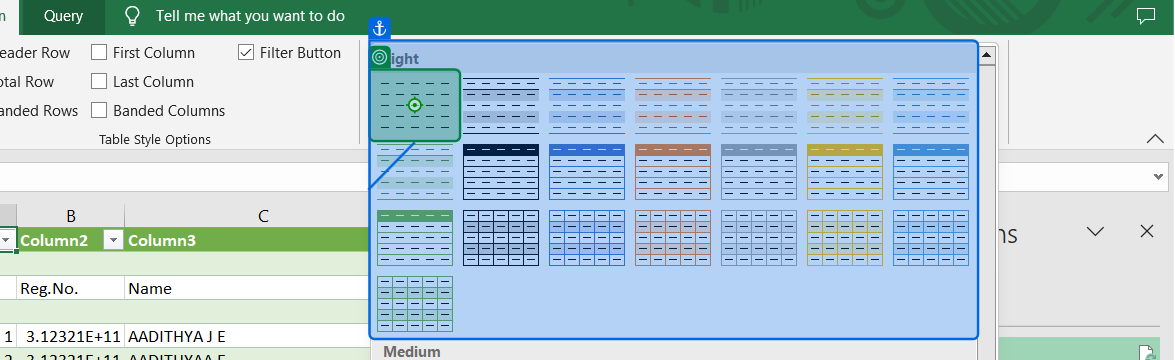 Query
Tell me what you want to do
eader Row
First Column
Filter Button
ight
otal Row
Last Column
anded Rows
Banded Columns
Table Style Options
B
C
Column2
Column3
ns
Reg.No.
Name
1
3.12321E+11
AADITHYA J E
Medium